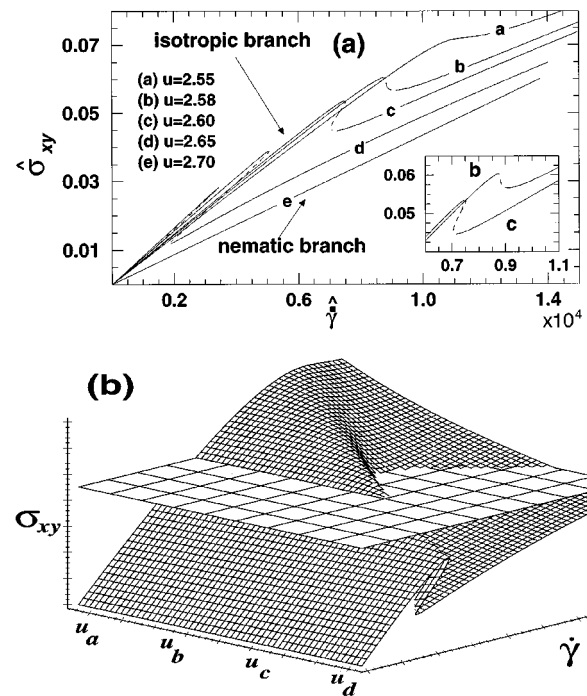 0.07
0.05
0.03
0.01
σ̂xy
isotropic branch
(a)
(a) u=2.55
(b) u=2.58
(c) u=2.60
(d) u=2.65
(e) u=2.70
a
b
c
d
e
nematic branch
b
c
0.06
0.05
0.7 0.9 1.1
0.2 0.6 1.0 1.4
x10⁴
γ̇̂
(b)
σxy
ua ub uc ud
γ̇